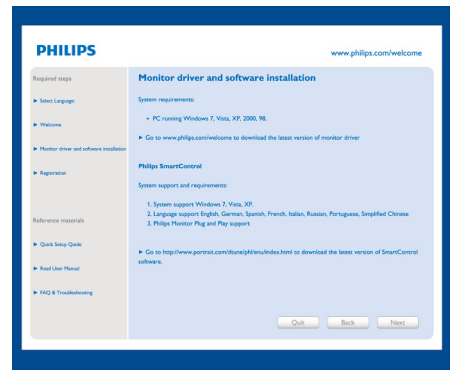 PHILIPS
www.philips.com/welcome
Required steps
► Select Language
► Welcome
► Monitor driver and software installation
► Registration
Reference materials
► Quick Setup Quide
► Read User Manual
► FAQ & Troubleshooting
Monitor driver and software installation
System requirements:
• PC running Windows 7, Vista, XP, 2000, 98.
► Go to www.philips.com/welcome to download the latest version of monitor driver
Philips SmartControl
System support and requirements:
1. System support Windows 7, Vista, XP.
2. Language support English, German, Spanish, French, Italian, Russian, Portuguese, Simplified Chinese
3. Philips Monitor Plug and Play support
► Go to http://www.portrait.com/dtune/phl/enu/index.html to download the latest version of SmartControl
software.
Quit
Back
Next